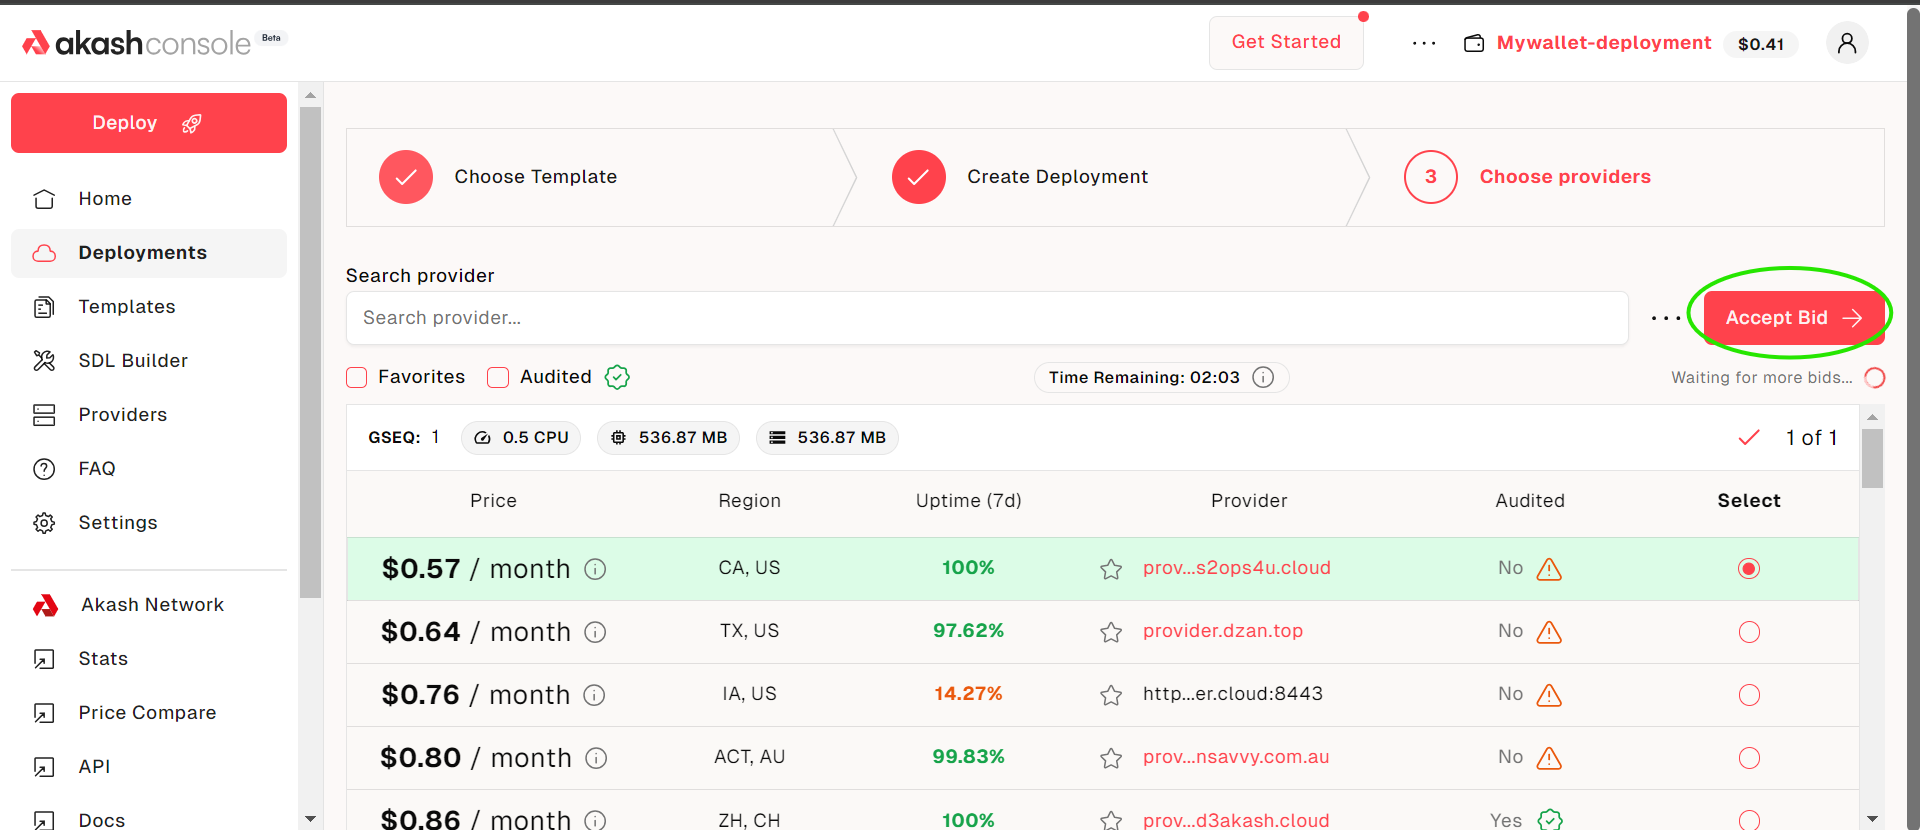 akash console Beta
Get Started
...
Mywallet-deployment
$0.41
Deploy
Home
Deployments
Templates
SDL Builder
Providers
FAQ
Settings
Akash Network
Stats
Price Compare
API
Docs
Choose Template
Create Deployment
3 Choose providers
Search provider
Search provider...
...
Accept Bid
Favorites
Audited
Time Remaining: 02:03
Waiting for more bids...
GSEQ: 1 0.5 CPU 536.87 MB 536.87 MB 1 of 1
Price Region Uptime (7d) Provider Audited Select
$0.57 / month CA, US 100% prov...s2ops4u.cloud No
$0.64 / month TX, US 97.62% provider.dzan.top No
$0.76 / month IA, US 14.27% http...er.cloud:8443 No
$0.80 / month ACT, AU 99.83% prov...nsavvy.com.au No
$0.86 / month ZH, CH 100% prov...d3akash.cloud Yes